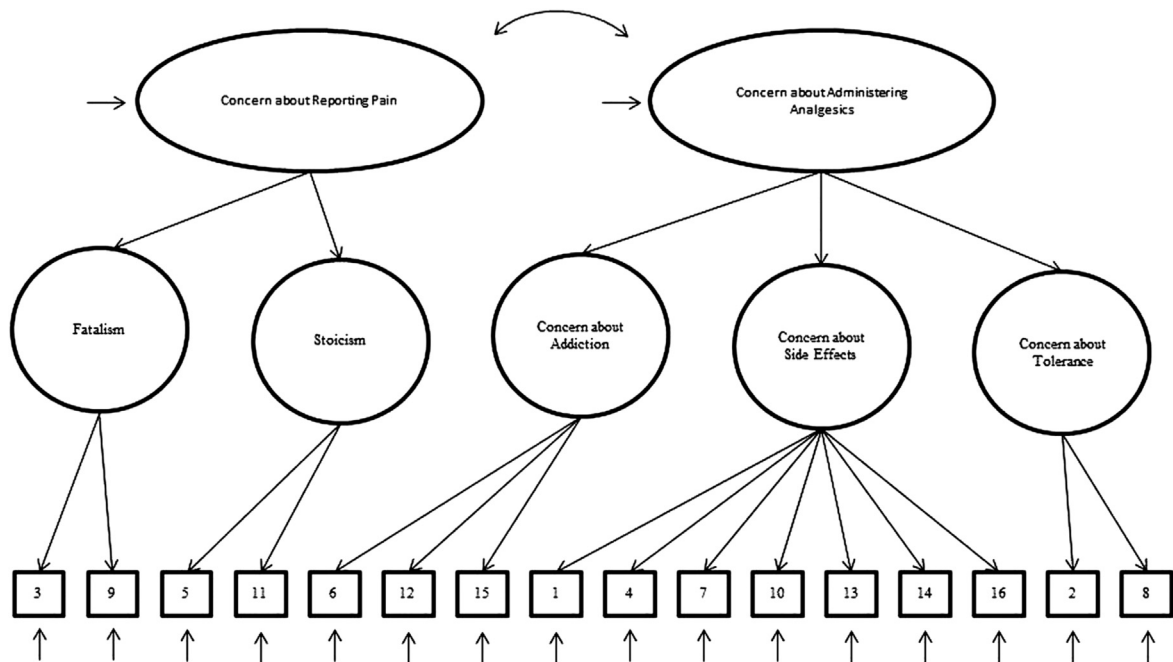 Concern about Reporting Pain
Concern about Administering
Analgesics
Fatalism
Stoicism
Concern about
Addiction
Concern about
Side Effects
Concern about
Tolerance
3
9
5
11
6
12
15
1
4
7
10
13
14
16
2
8